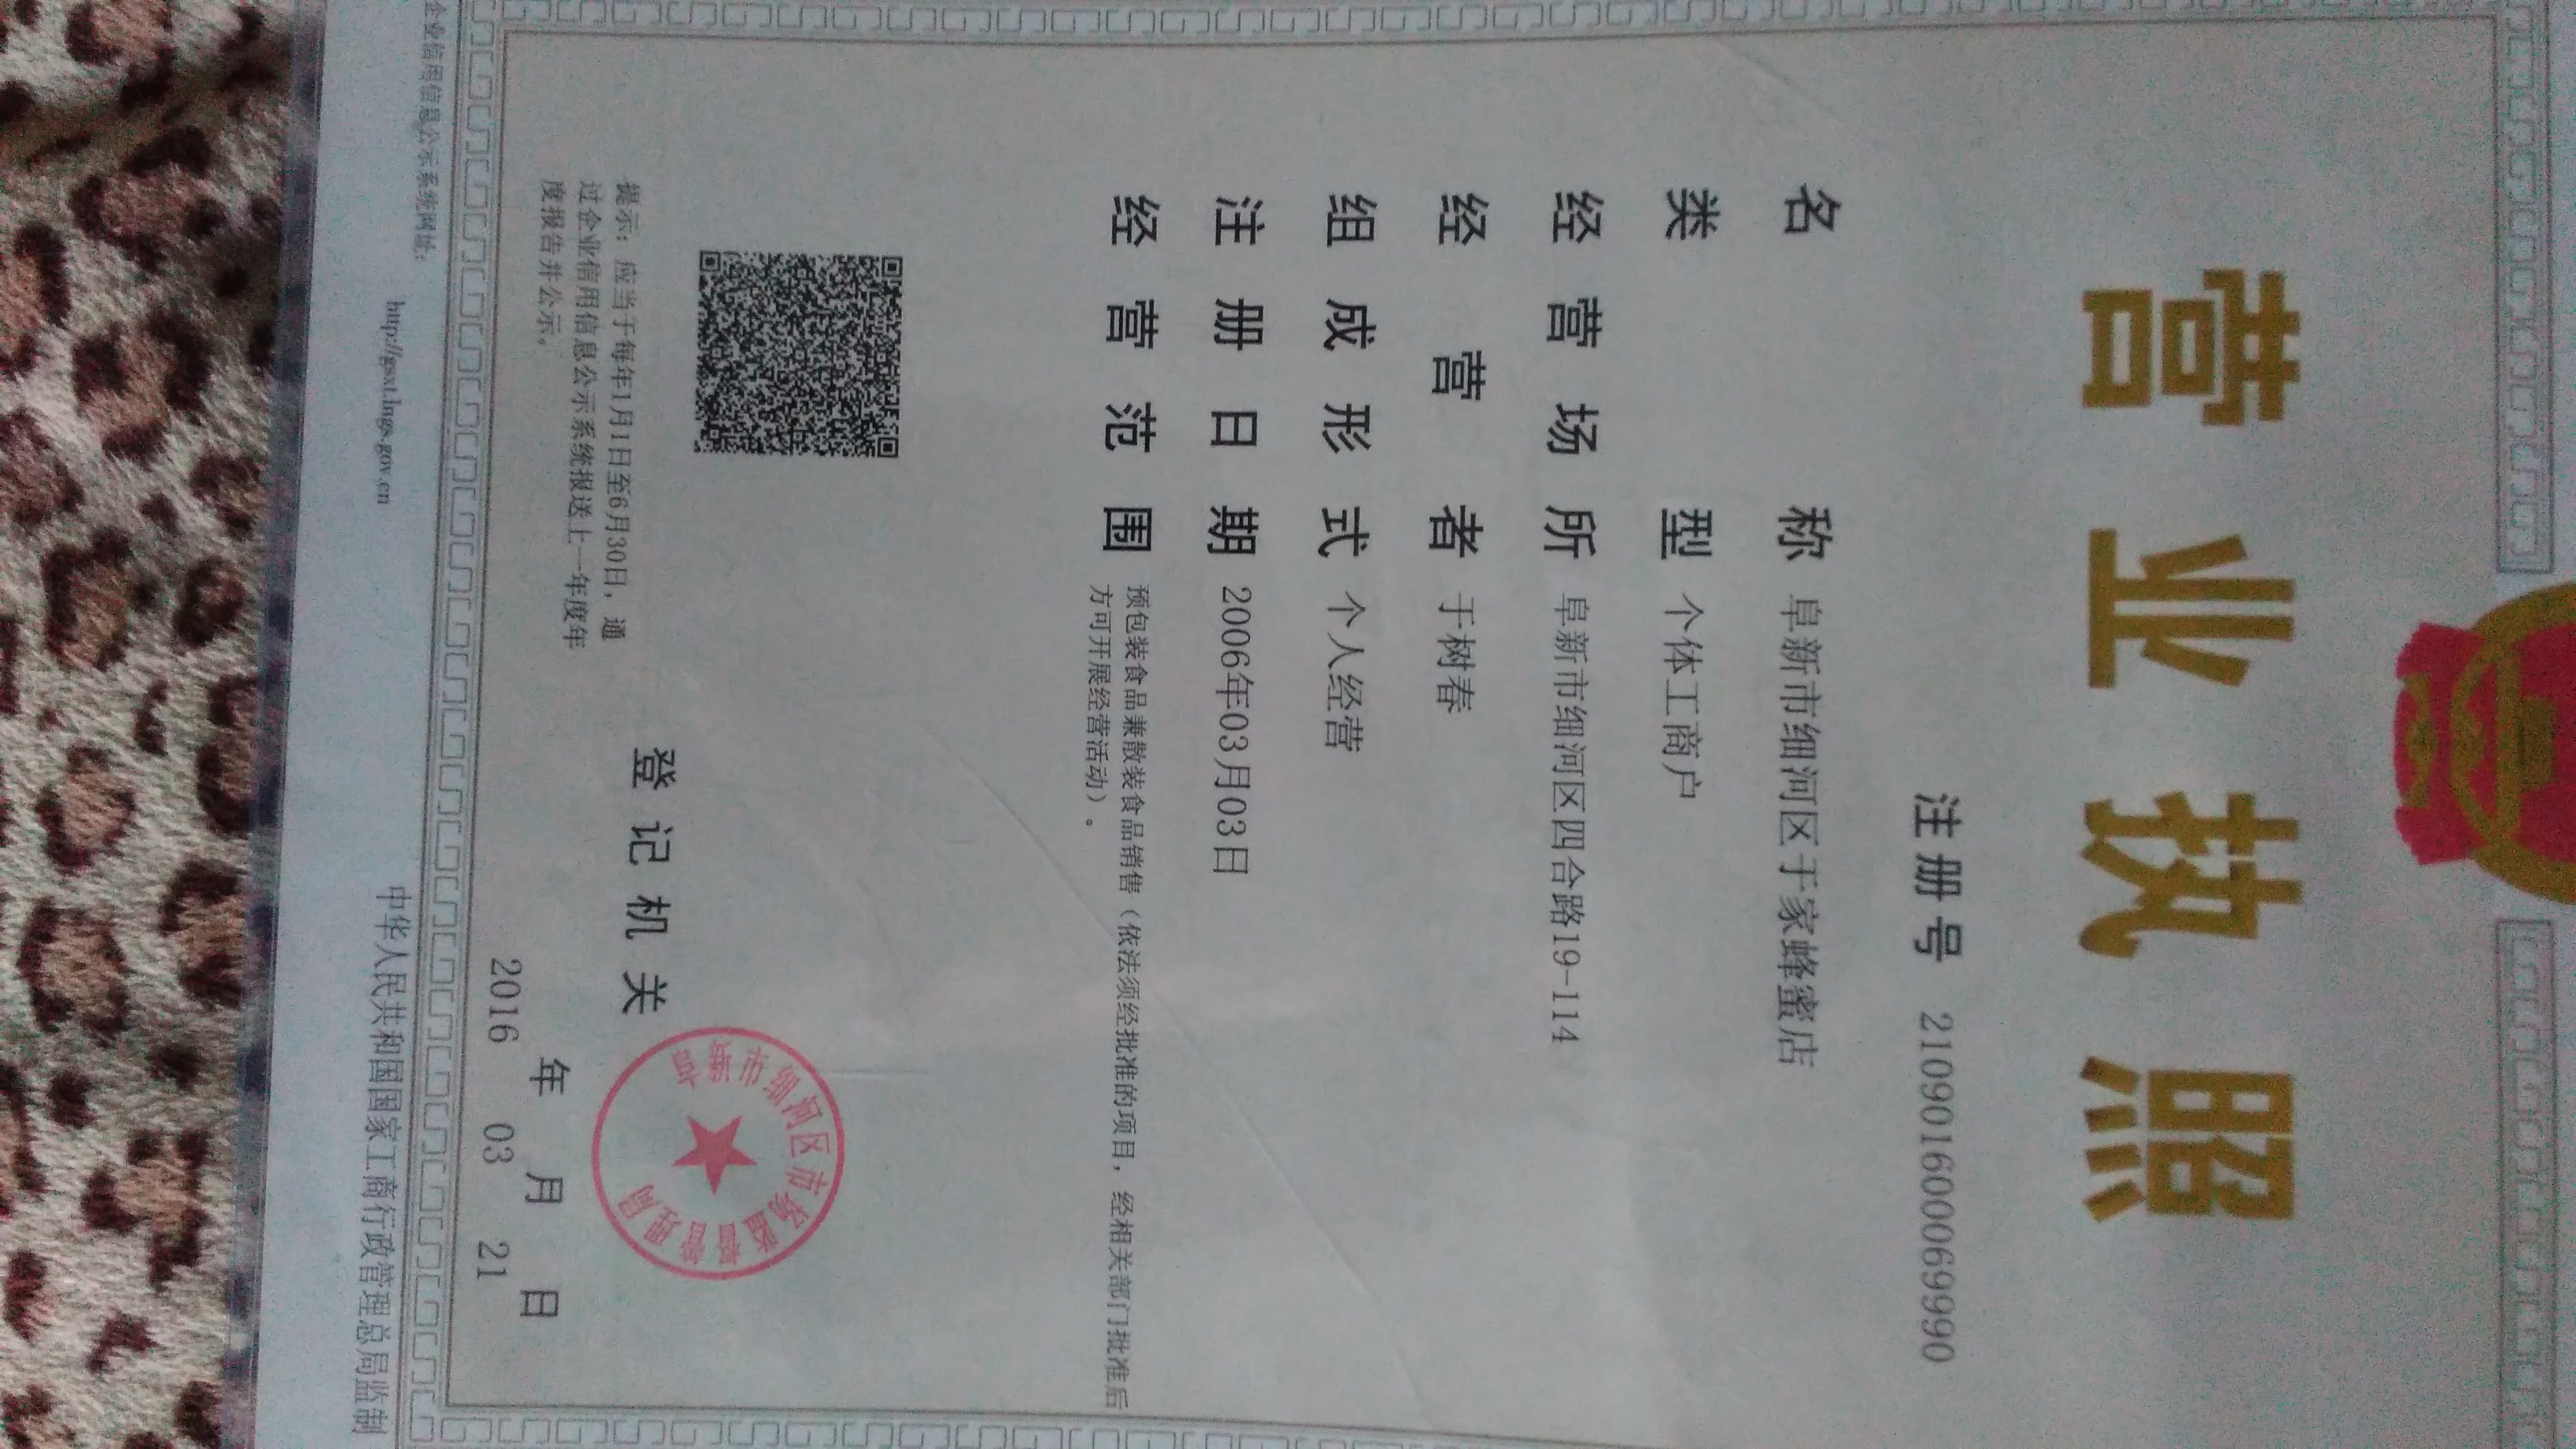 营业执照
注册号 210901600069990
名称 阜新市细河区于家蜂蜜店
类型 个体工商户
经营场所 阜新市细河区四合路19-114
经营者 于树春
组成形式 个人经营
注册日期 2006年03月03日
经营范围 预包装食品兼散装食品销售（依法须经批准的项目，经相关部门批准后
方可开展经营活动）。
提示：应当于每年1月1日至6月30日，通
过企业信用信息公示系统报送上一年度年
度报告并公示。
登记机关
阜新市细河区市场监督管理局
2016年03月21日
企业信用信息公示系统网址：
http://gsxt.lngs.gov.cn
中华人民共和国国家工商行政管理总局监制